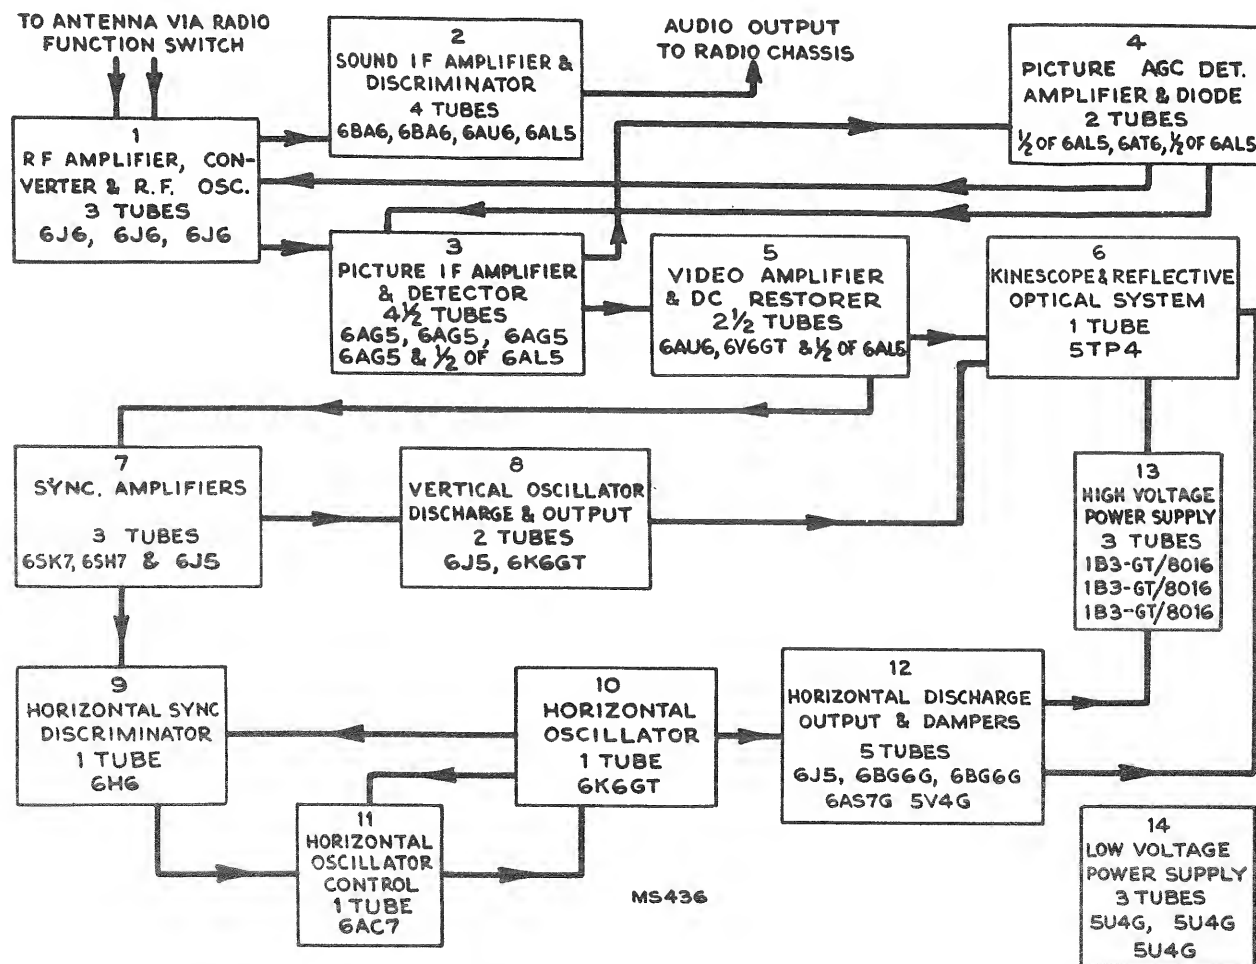 TO ANTENNA VIA RADIO
FUNCTION SWITCH
AUDIO OUTPUT
TO RADIO CHASSIS
1
RF AMPLIFIER, CON-
VERTER & R.F. OSC.
3 TUBES
6J6, 6J6, 6J6
2
SOUND IF AMPLIFIER &
DISCRIMINATOR
4 TUBES
6BA6, 6BA6, 6AU6, 6AL5
4
PICTURE AGC DET.
AMPLIFIER & DIODE
2 TUBES
½ OF 6AL5, 6AT6, ½ OF 6AL5
3
PICTURE IF AMPLIFIER
& DETECTOR
4½ TUBES
6AG5, 6AG5, 6AG5
6AG5 & ½ OF 6AL5
5
VIDEO AMPLIFIER
& DC RESTORER
2½ TUBES
6AU6, 6V6GT & ½ OF 6AL5
6
KINESCOPE & REFLECTIVE
OPTICAL SYSTEM
1 TUBE
5TP4
7
SYNC. AMPLIFIERS
3 TUBES
6SK7, 6SH7 & 6J5
8
VERTICAL OSCILLATOR
DISCHARGE & OUTPUT
2 TUBES
6J5, 6K6GT
13
HIGH VOLTAGE
POWER SUPPLY
3 TUBES
1B3-GT/8016
1B3-GT/8016
1B3-GT/8016
9
HORIZONTAL SYNC
DISCRIMINATOR
1 TUBE
6H6
10
HORIZONTAL
OSCILLATOR
1 TUBE
6K6GT
12
HORIZONTAL DISCHARGE
OUTPUT & DAMPERS
5 TUBES
6J5, 6BG6G, 6BG6G
6AS7G 5V4G
11
HORIZONTAL
OSCILLATOR
CONTROL
1 TUBE
6AC7
MS436
14
LOW VOLTAGE
POWER SUPPLY
3 TUBES
5U4G, 5U4G
5U4G